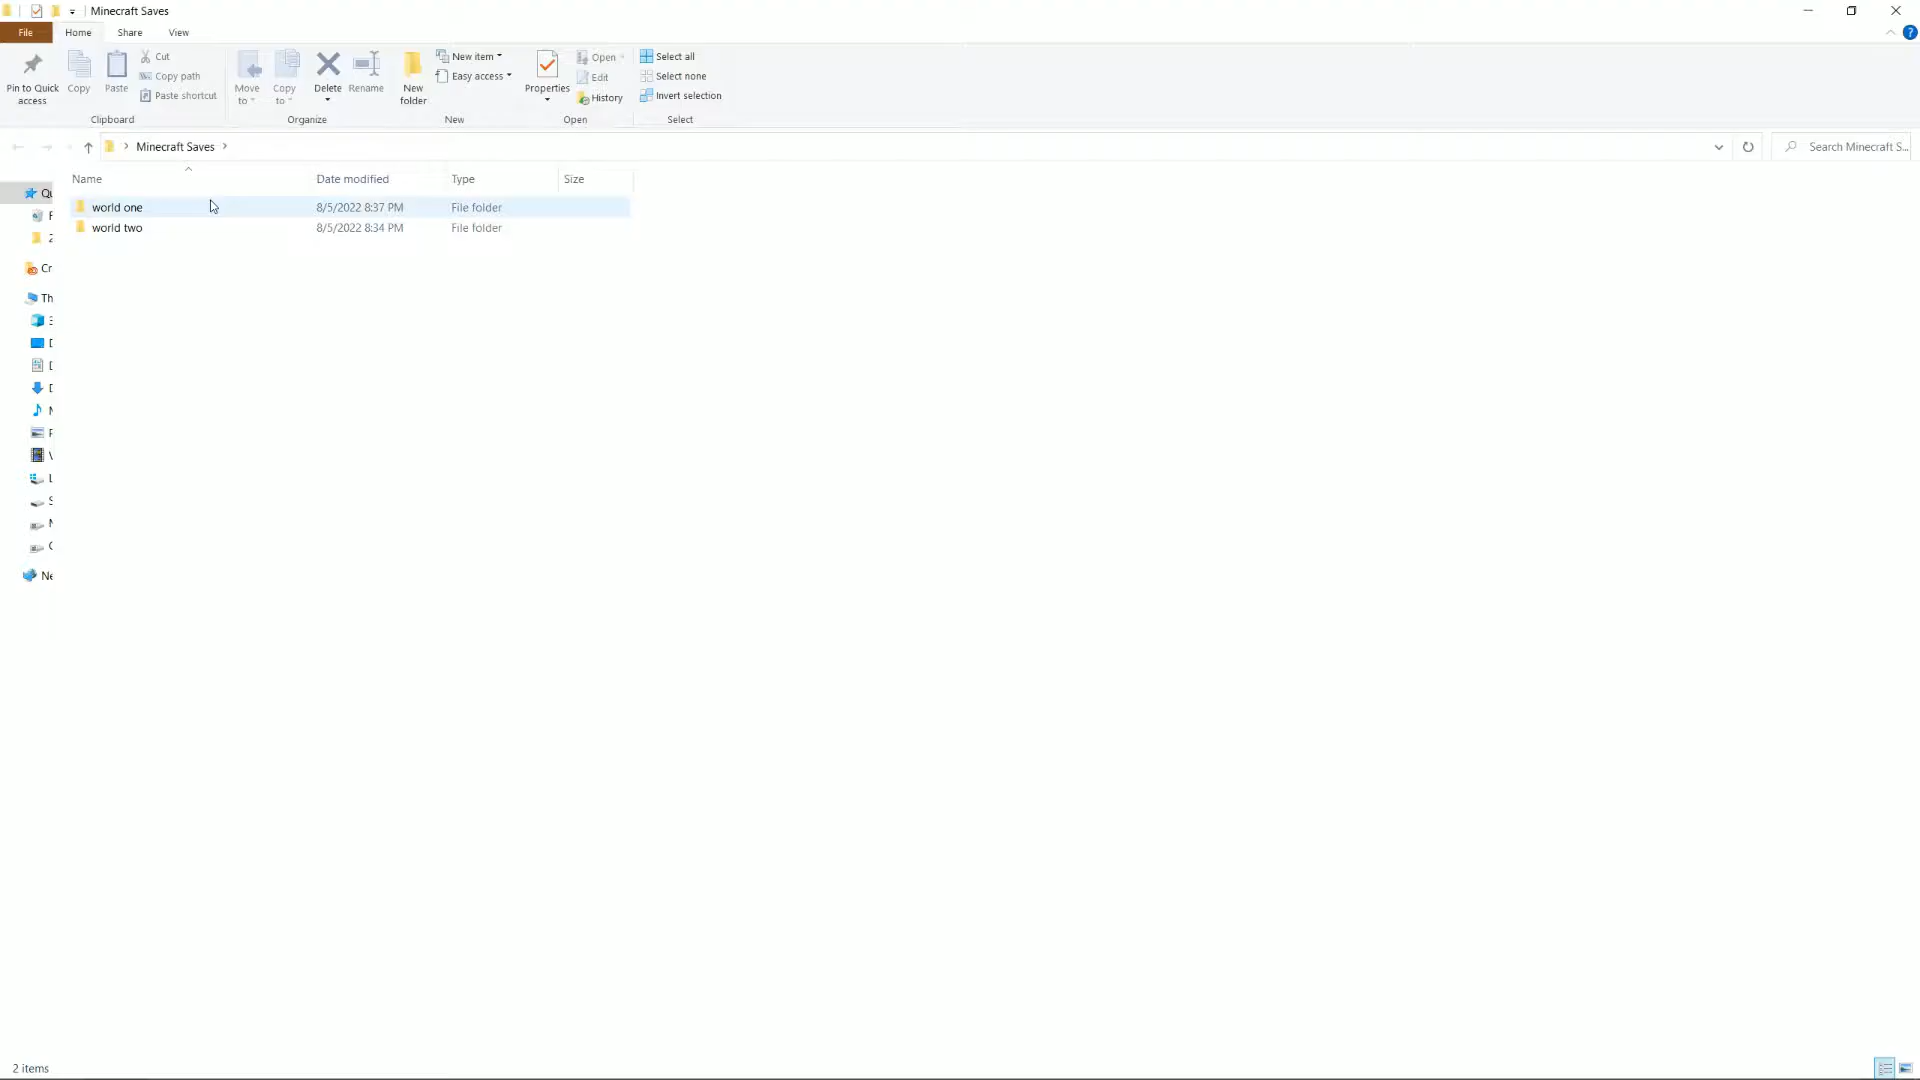 Minecraft Saves
File Home Share View
Pin to Quick access
Copy
Paste
Cut
Copy path
Paste shortcut
Clipboard
Move to
Copy to
Delete
Rename
Organize
New folder
New item
Easy access
New
Properties
Open
Edit
History
Open
Select all
Select none
Invert selection
Select
Minecraft Saves
Search Minecraft S...
Name Date modified Type Size
world one 8/5/2022 8:37 PM File folder
world two 8/5/2022 8:34 PM File folder
2 items